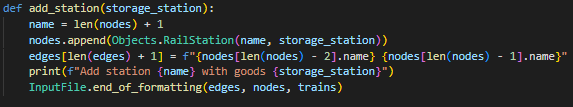 def add_station(storage_station):
    name = len(nodes) + 1
    nodes.append(Objects.RailStation(name, storage_station))
    edges[len(edges) + 1] = f"{nodes[len(nodes) - 2].name} {nodes[len(nodes) - 1].name}"
    print(f"Add station {name} with goods {storage_station}")
    InputFile.end_of_formatting(edges, nodes, trains)